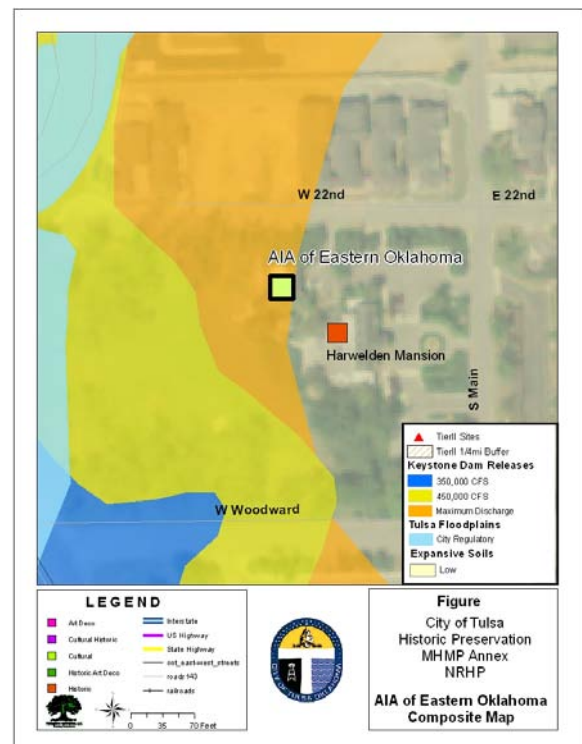 W 22nd
E 22nd
AIA of Eastern Oklahoma
Harwelden Mansion
S Main
W Woodward
TierII Sites
TierII 1/4mi Buffer
Keystone Dam Releases
350,000 CFS
450,000 CFS
Maximum Discharge
Tulsa Floodplains
City Regulatory
Expansive Soils
Low
LEGEND
Art Deco
Cultural Historic
Cultural
Historic Art Deco
Historic
Interstate
US Highway
State Highway
railroads
0 35 70 Feet
Figure
City of Tulsa
Historic Preservation
MHMP Annex
NRHP
AIA of Eastern Oklahoma
Composite Map